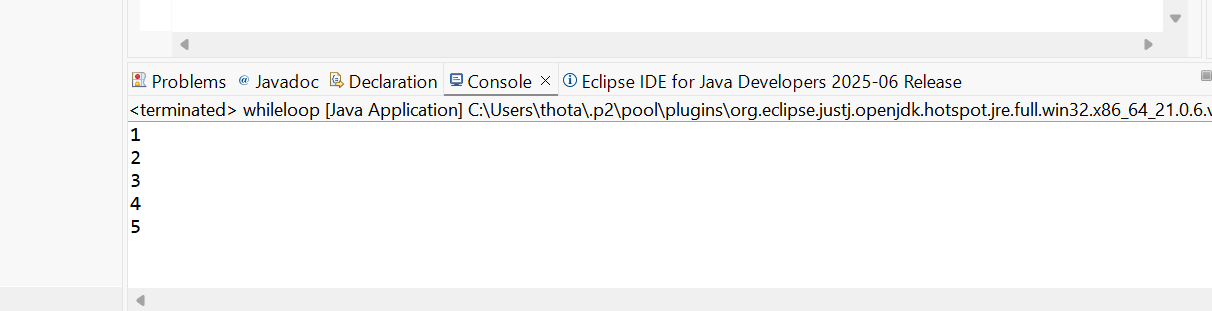 Problems @ Javadoc Declaration Console Eclipse IDE for Java Developers 2025-06 Release
<terminated> whileloop [Java Application] C:\Users\thota\.p2\pool\plugins\org.eclipse.justj.openjdk.hotspot.jre.full.win32.x86_64_21.0.6.v
1
2
3
4
5